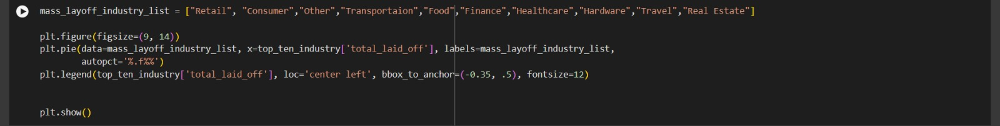 mass_layoff_industry_list = ["Retail", "Consumer","Other","Transportaion","Food","Finance","Healthcare","Hardware","Travel","Real Estate"]
plt.figure(figsize=(9, 14))
plt.pie(data=mass_layoff_industry_list, x=top_ten_industry['total_laid_off'], labels=mass_layoff_industry_list,
        autopct='%.f%%')
plt.legend(top_ten_industry['total_laid_off'], loc='center left', bbox_to_anchor=(-0.35, .5), fontsize=12)
plt.show()